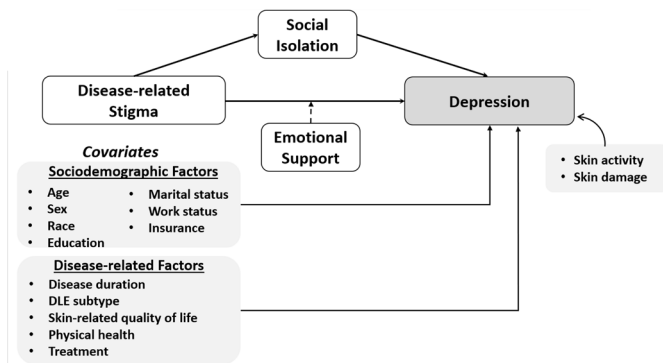 Social
Isolation
Disease-related
Stigma
Depression
Emotional
Support
• Skin activity
• Skin damage
Covariates
Sociodemographic Factors
• Age
• Sex
• Race
• Education
• Marital status
• Work status
• Insurance
Disease-related Factors
• Disease duration
• DLE subtype
• Skin-related quality of life
• Physical health
• Treatment